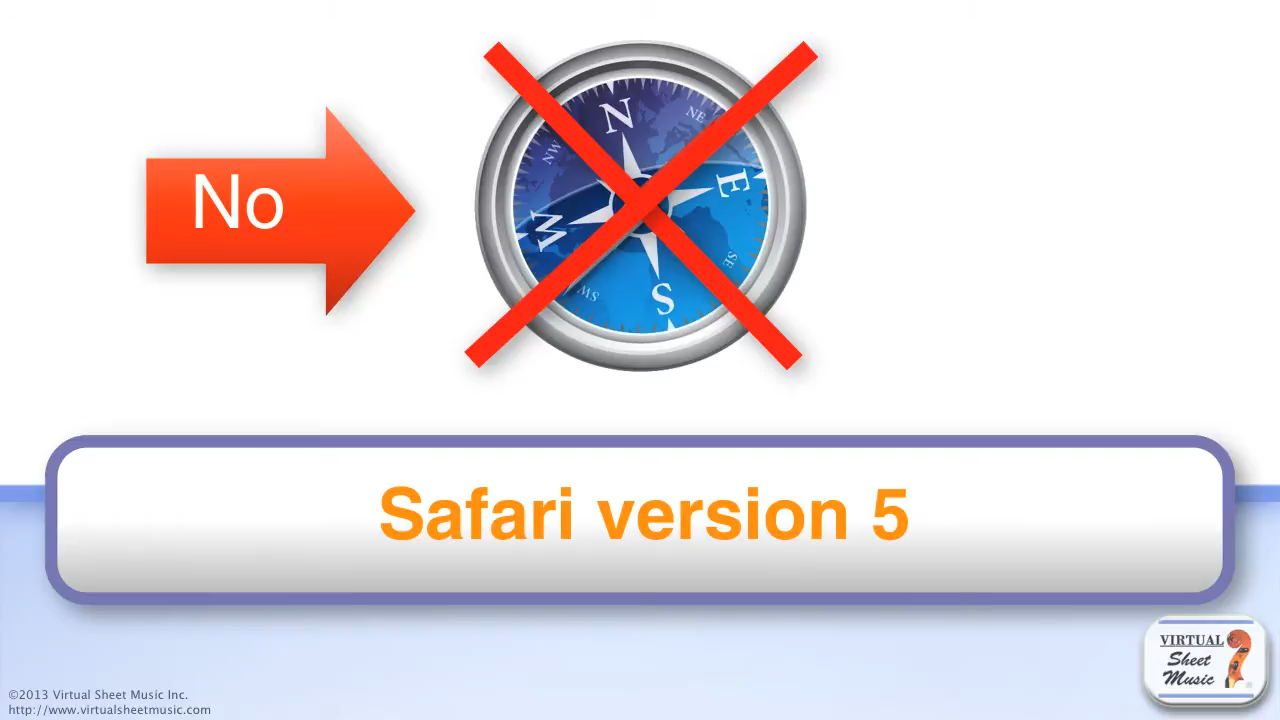 No
N
NE
E
SE
S
SW
W
NW
Safari version 5
VIRTUAL
Sheet
Music
©2013 Virtual Sheet Music Inc.
http://www.virtualsheetmusic.com